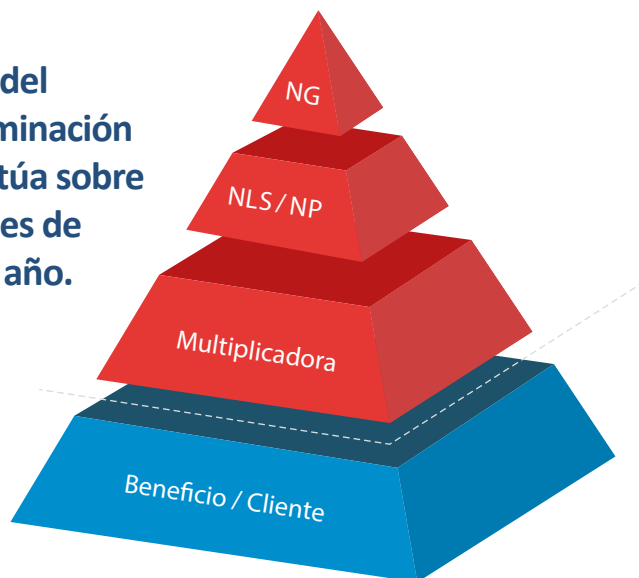 del
minación
túa sobre
es de
año.
NG
NLS / NP
Multiplicadora
Beneficio / Cliente